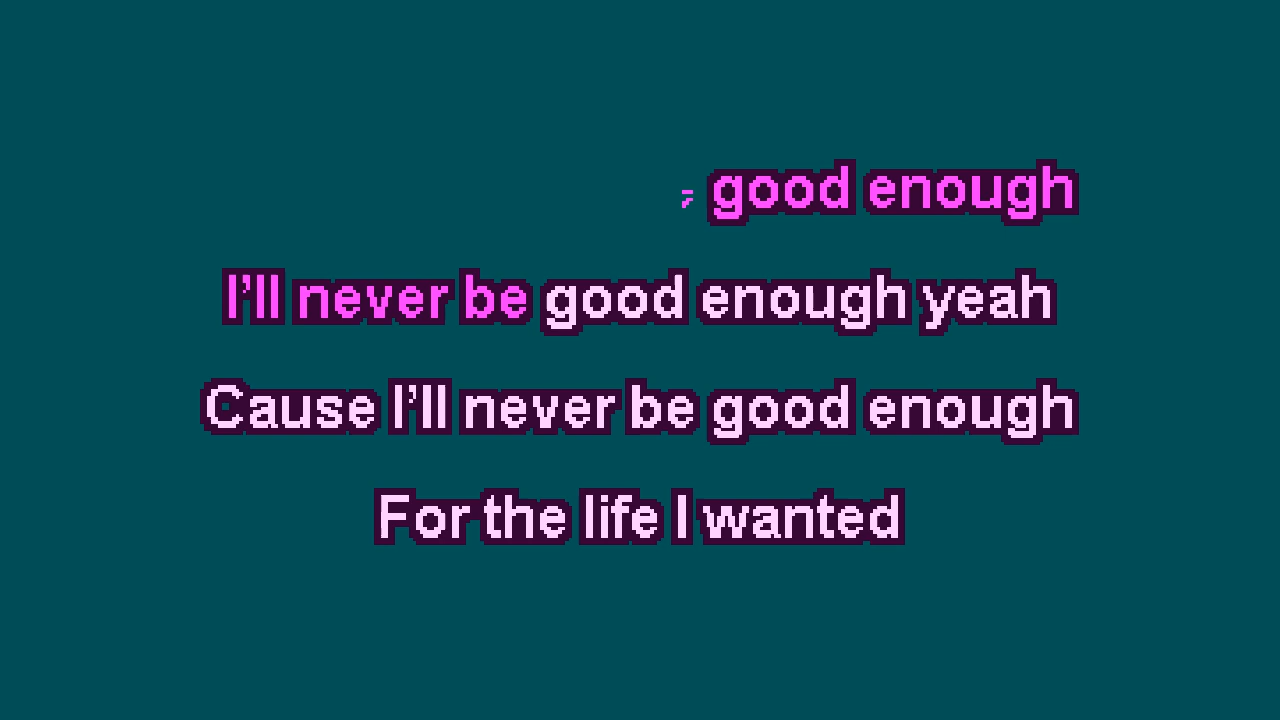 good enough
I'll never be good enough yeah
Cause I'll never be good enough
For the life I wanted